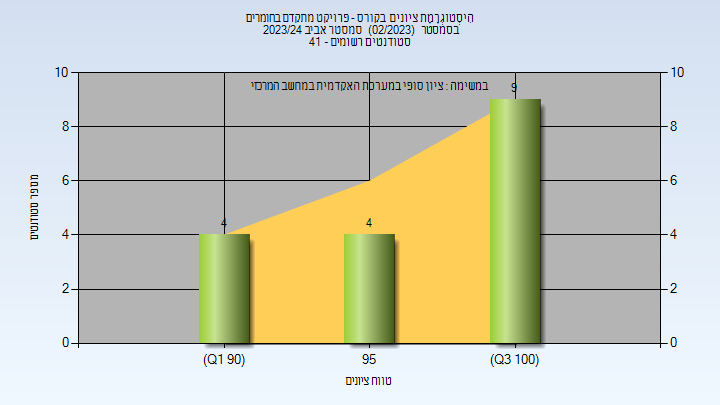 היסטוגרמת ציונים בקורס - פרויקט מתקדם בחומרים
בסמסטר (02/2023) סמסטר אביב 2023/24
סטודנטים רשומים - 41
במשימה : ציון סופי במערכת האקדמית במחשב המרכזי
10 10
8 8
6 6
4 4
2 2
0 0
4 4 9
מספר סטודנטים
(Q1 90) 95 (Q3 100)
טווח ציונים